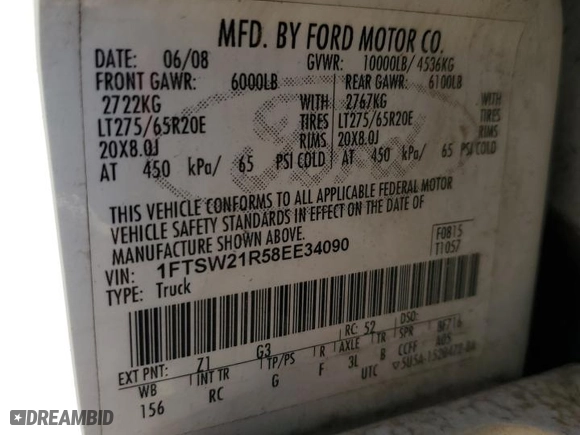 MFD. BY FORD MOTOR CO.
DATE: 06/08 GVWR: 10000LB/ 4536KG
FRONT GAWR: 6000LB REAR GAWR: 6100LB
2722KG WITH 2767KG WITH
LT275/65R20E TIRES LT275/65R20E TIRES
20X8.0J RIMS 20X8.0J RIMS
AT 450 kPa/ 65 PSI COLD AT 450 kPa/ 65 PSI COLD
THIS VEHICLE CONFORMS TO ALL APPLICABLE FEDERAL MOTOR
VEHICLE SAFETY STANDARDS IN EFFECT ON THE DATE OF
MANUFACTURE SHOWN ABOVE.
F0815
VIN: 1FTSW21R58EE34090
T1057
TYPE: Truck
EXT PNT: Z1 G3 RC: 52 DSO:
WB INT TR TP/PS R AXLE TR SPR
156 RC G F 3L B CCFF
UTC
DREAMBID